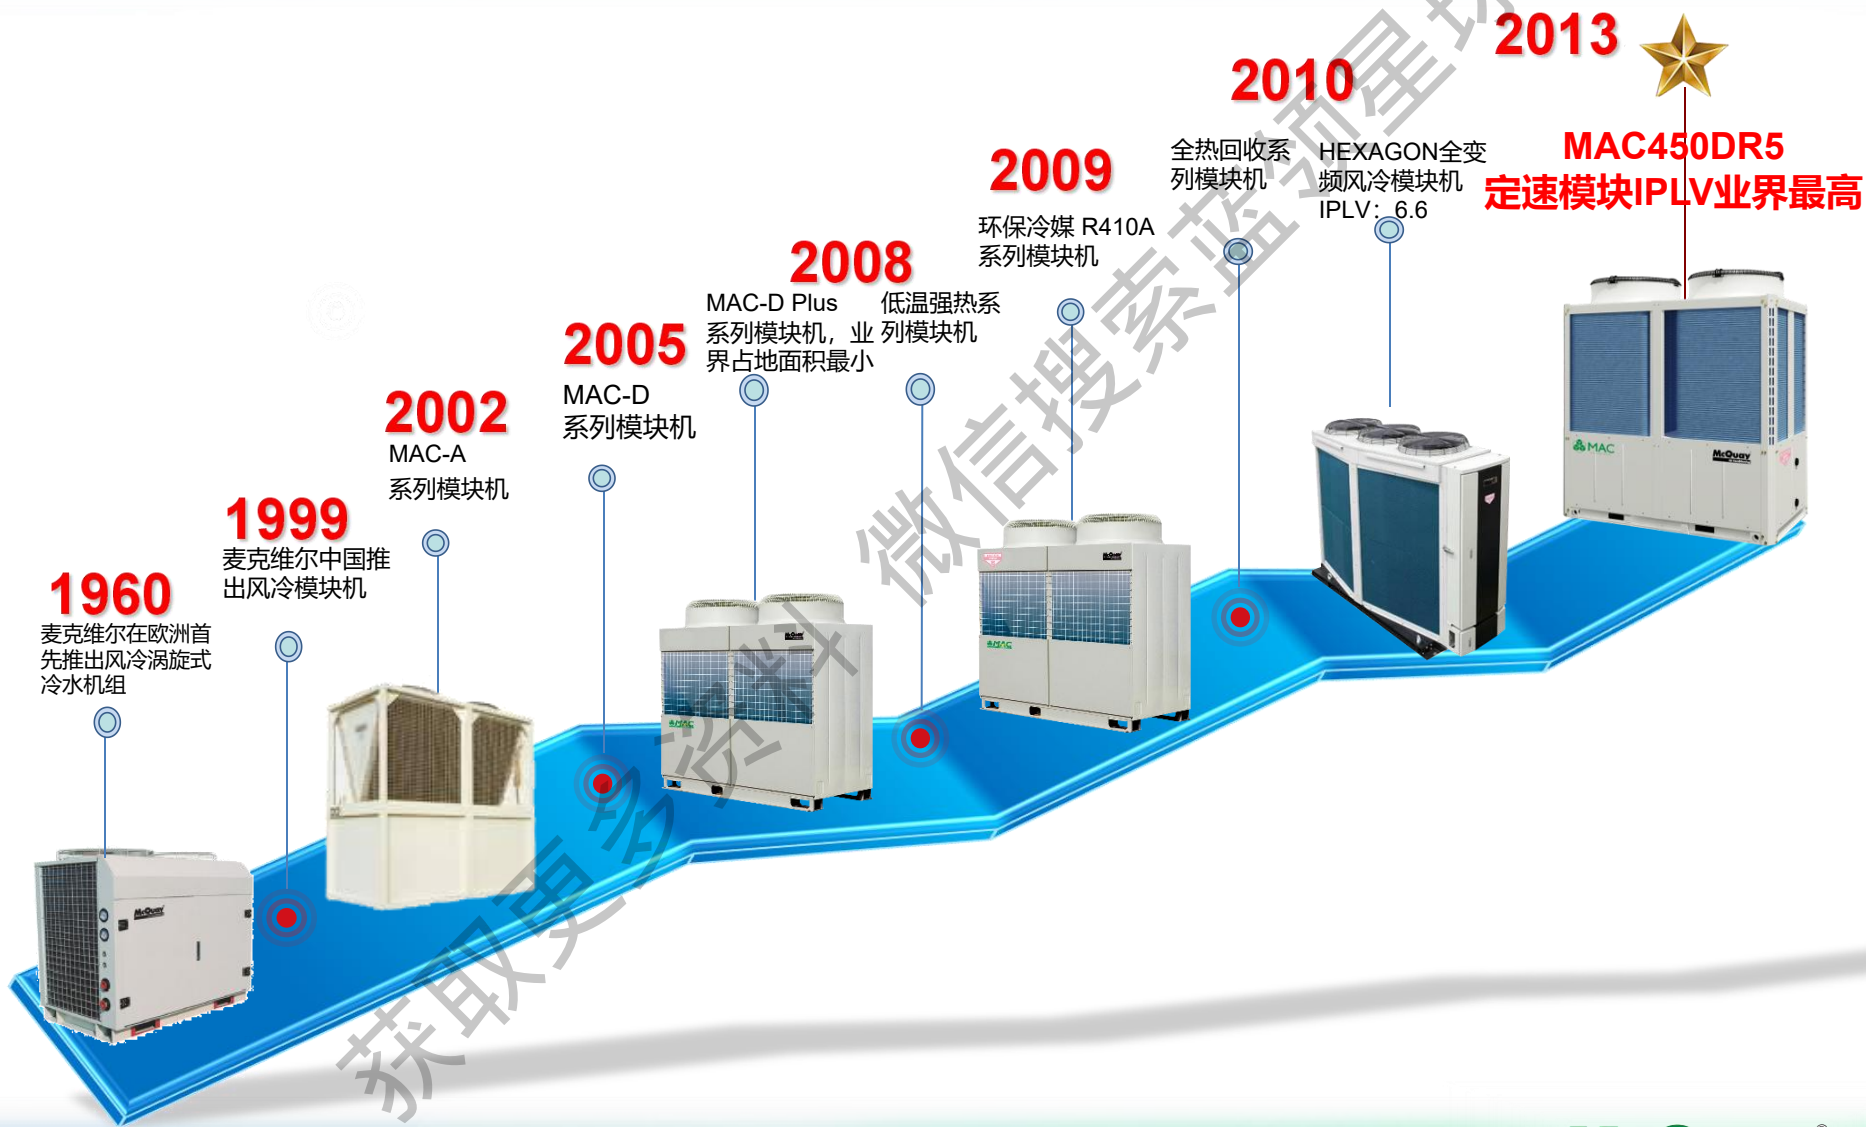 1960
麦克维尔在欧洲首
先推出风冷涡旋式
冷水机组
1999
麦克维尔中国推
出风冷模块机
2002
MAC-A
系列模块机
2005
MAC-D
系列模块机
2008
MAC-D Plus
系列模块机，业
界占地面积最小
低温强热系
列模块机
2009
环保冷媒 R410A
系列模块机
2010
全热回收系
列模块机
HEXAGON全变
频风冷模块机
IPLV：6.6
2013
MAC450DR5
定速模块IPLV业界最高
McQuay
McQuay
MAC
McQuay
MAC
MAC
McQuay
获取更多资料 微信搜索蓝领星球